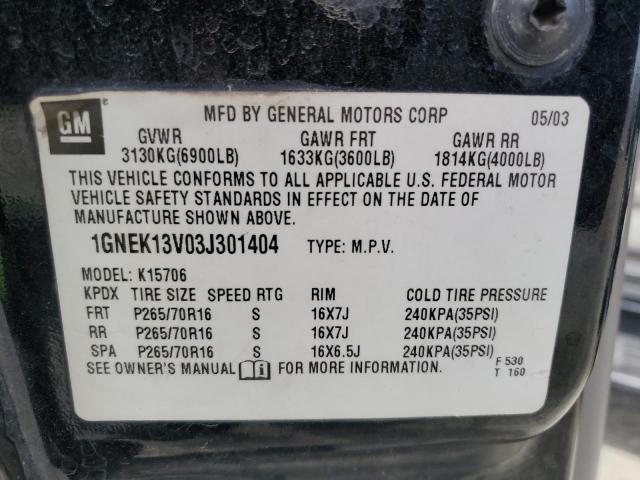 GM
MFD BY GENERAL MOTORS CORP 05/03
GVWR GAWR FRT GAWR RR
3130KG(6900LB) 1633KG(3600LB) 1814KG(4000LB)
THIS VEHICLE CONFORMS TO ALL APPLICABLE U.S. FEDERAL MOTOR
VEHICLE SAFETY STANDARDS IN EFFECT ON THE DATE OF
MANUFACTURE SHOWN ABOVE.
1GNEK13V03J301404 TYPE: M.P.V.
MODEL: K15706
KPDX TIRE SIZE SPEED RTG RIM COLD TIRE PRESSURE
FRT P265/70R16 S 16X7J 240KPA(35PSI)
RR P265/70R16 S 16X7J 240KPA(35PSI)
SPA P265/70R16 S 16X6.5J 240KPA(35PSI)
SEE OWNER'S MANUAL i FOR MORE INFORMATION. F 530
T 160